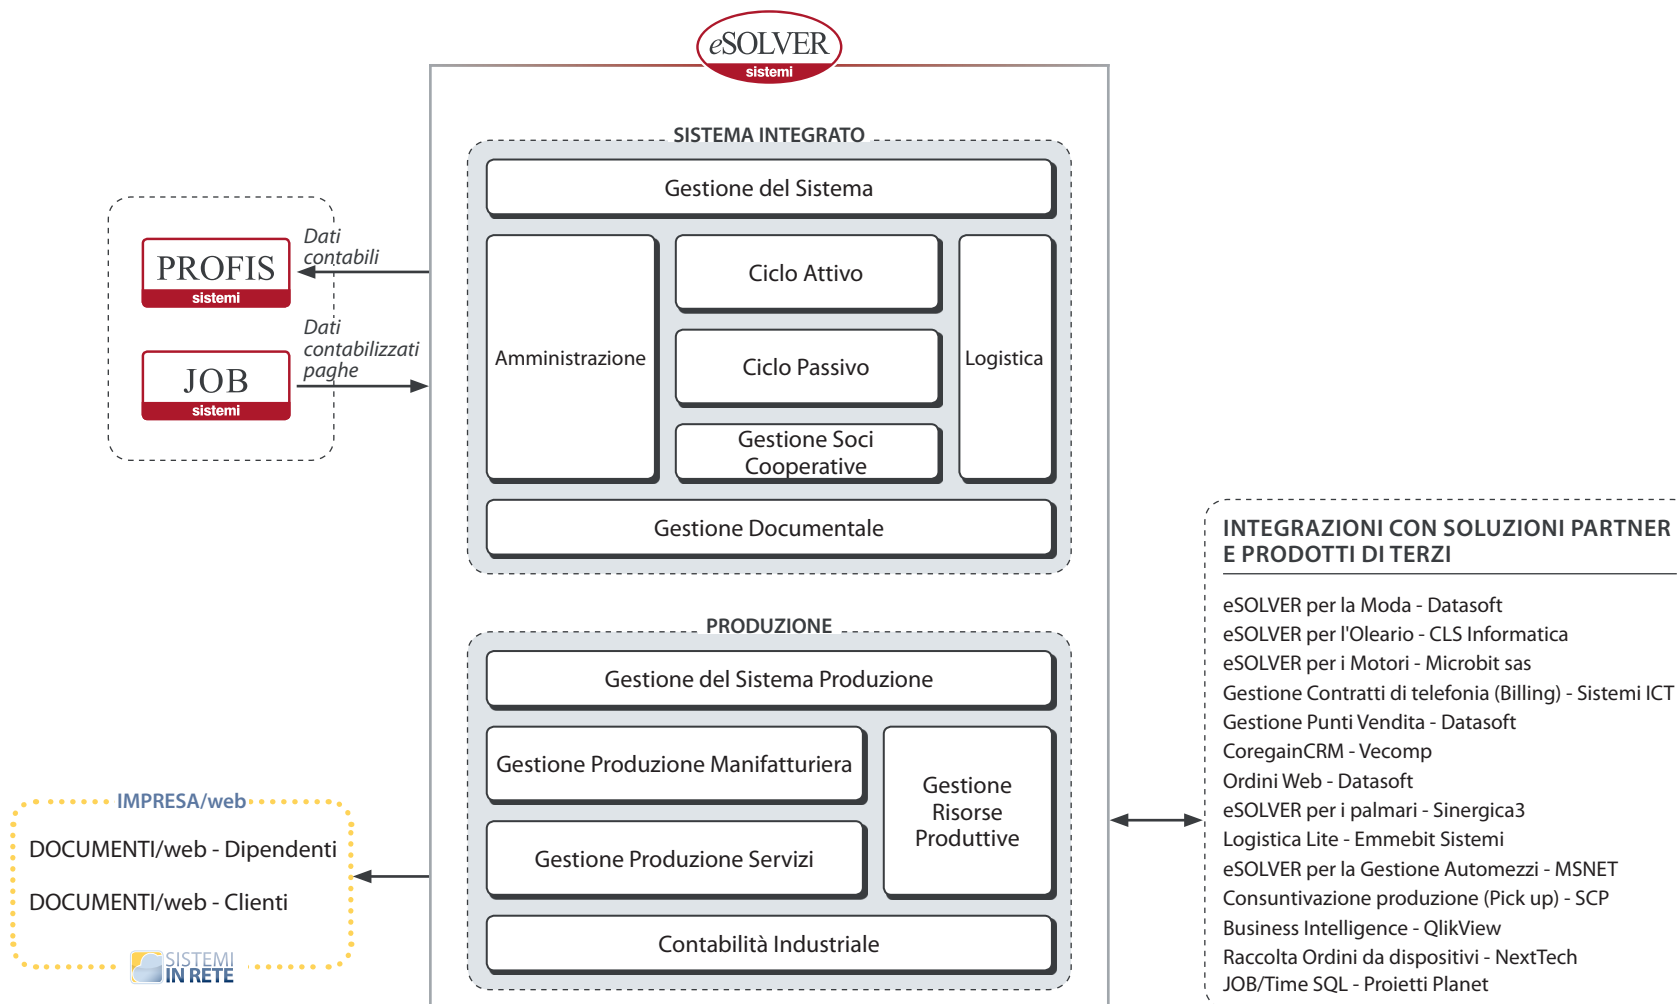 eSOLVER
sistemi
SISTEMA INTEGRATO
Gestione del Sistema
Amministrazione
Ciclo Attivo
Ciclo Passivo
Gestione Soci
Cooperative
Logistica
Gestione Documentale
Dati
contabili
PROFIS
sistemi
Dati
contabilizzati
paghe
JOB
sistemi
PRODUZIONE
Gestione del Sistema Produzione
Gestione Produzione Manifatturiera
Gestione Produzione Servizi
Gestione
Risorse
Produttive
Contabilità Industriale
IMPRESA/web
DOCUMENTI/web - Dipendenti
DOCUMENTI/web - Clienti
SISTEMI
IN RETE
INTEGRAZIONI CON SOLUZIONI PARTNER
E PRODOTTI DI TERZI
eSOLVER per la Moda - Datasoft
eSOLVER per l'Oleario - CLS Informatica
eSOLVER per i Motori - Microbit sas
Gestione Contratti di telefonia (Billing) - Sistemi ICT
Gestione Punti Vendita - Datasoft
CoregainCRM - Vecomp
Ordini Web - Datasoft
eSOLVER per i palmari - Sinergica3
Logistica Lite - Emmebit Sistemi
eSOLVER per la Gestione Automezzi - MSNET
Consuntivazione produzione (Pick up) - SCP
Business Intelligence - QlikView
Raccolta Ordini da dispositivi - NextTech
JOB/Time SQL - Proietti Planet